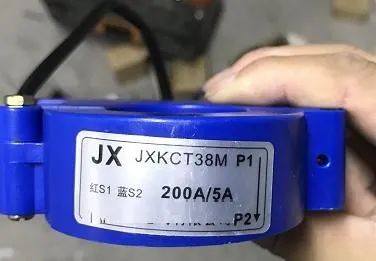 JX JXKCT38M P1
红S1 蓝S2 200A/5A
P2▼